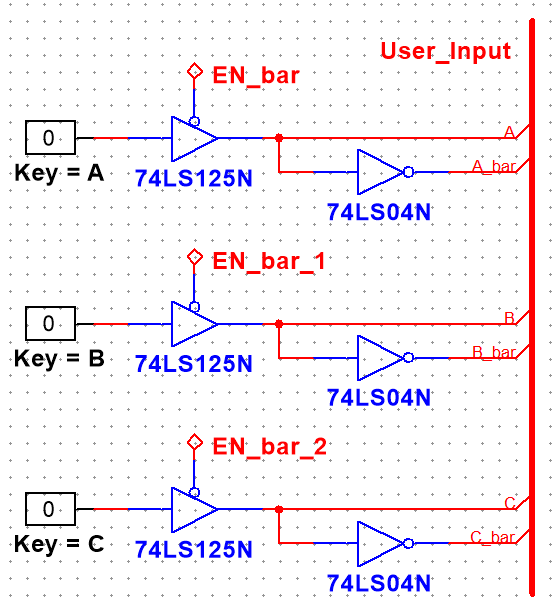 User_Input
EN_bar
0
A
Key = A
74LS125N
A_bar
74LS04N
EN_bar_1
0
B
Key = B
74LS125N
B_bar
74LS04N
EN_bar_2
0
C
Key = C
74LS125N
C_bar
74LS04N